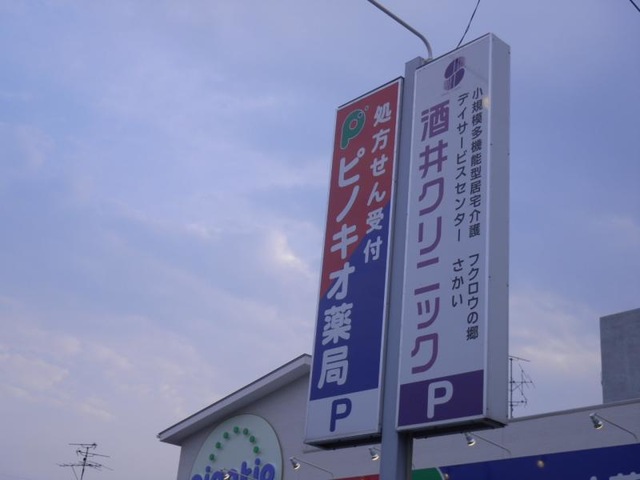 処方せん受付
ピノキオ薬局
P
小規模多機能型居宅介護 フクロウの郷
デイサービスセンター さかい
酒井クリニック
P